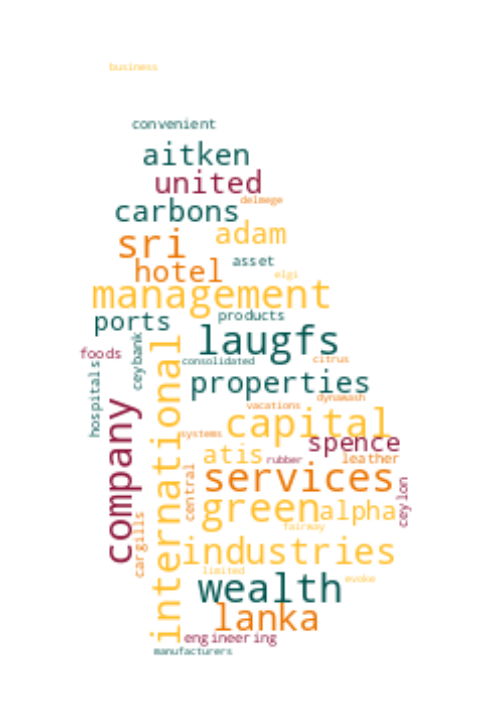 business
convenient
aitken
united
delmege
carbons
adam
sri
asset
hotel
elgi
management
products
ports
laugfs
foods
ceybank
consolidated
citrus
hospitals
properties
dynawash
international
vacations
company
capital
systems
spence
atis
rubber
leather
central
services
ceylon
green
alpha
cargills
fairway
industries
limited
wealth
evoke
lanka
engineering
manufacturers